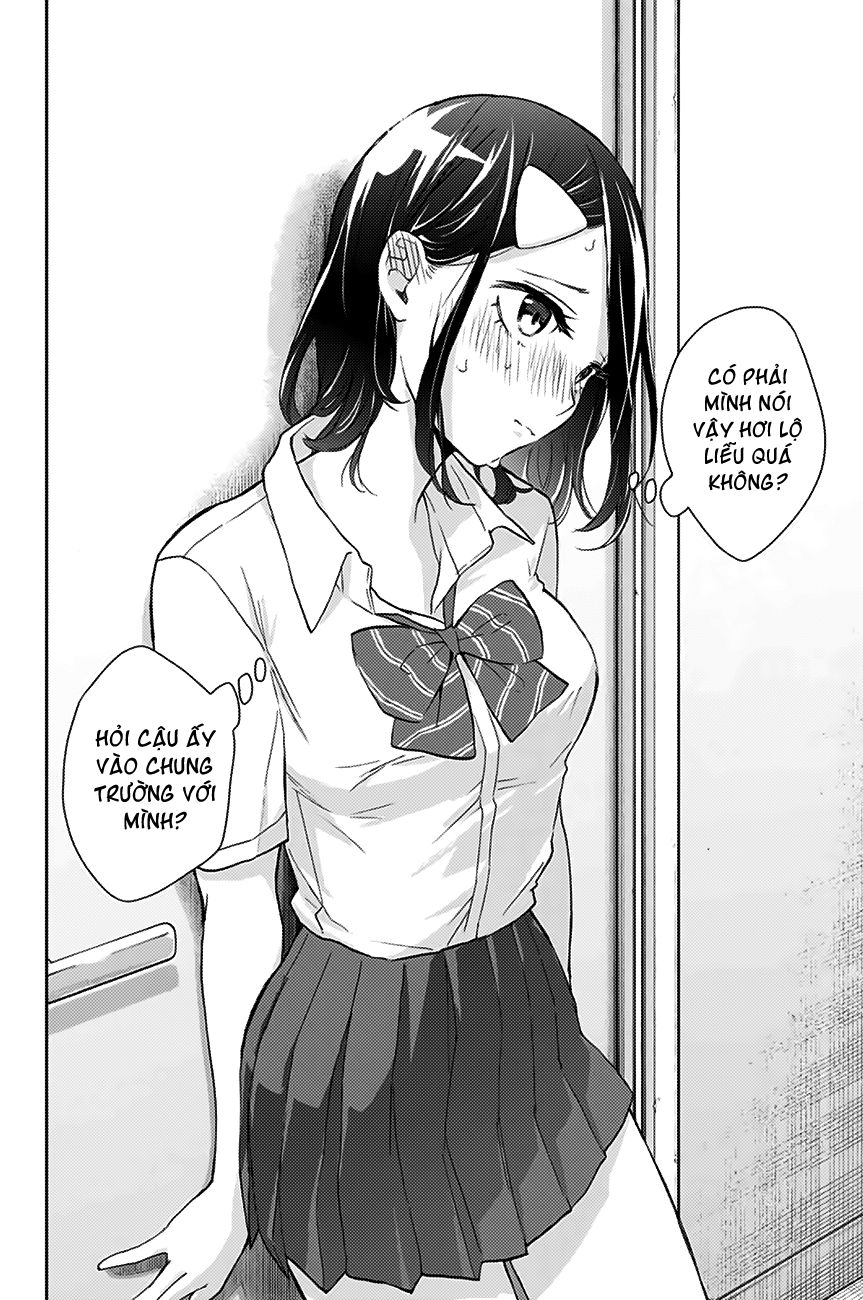 CÓ PHẢI
MÌNH NÓI
VẬY HƠI LỘ
LIỄU QUÁ
KHÔNG?
HỎI CẬU ẤY
VÀO CHUNG
TRƯỜNG VỚI
MÌNH?